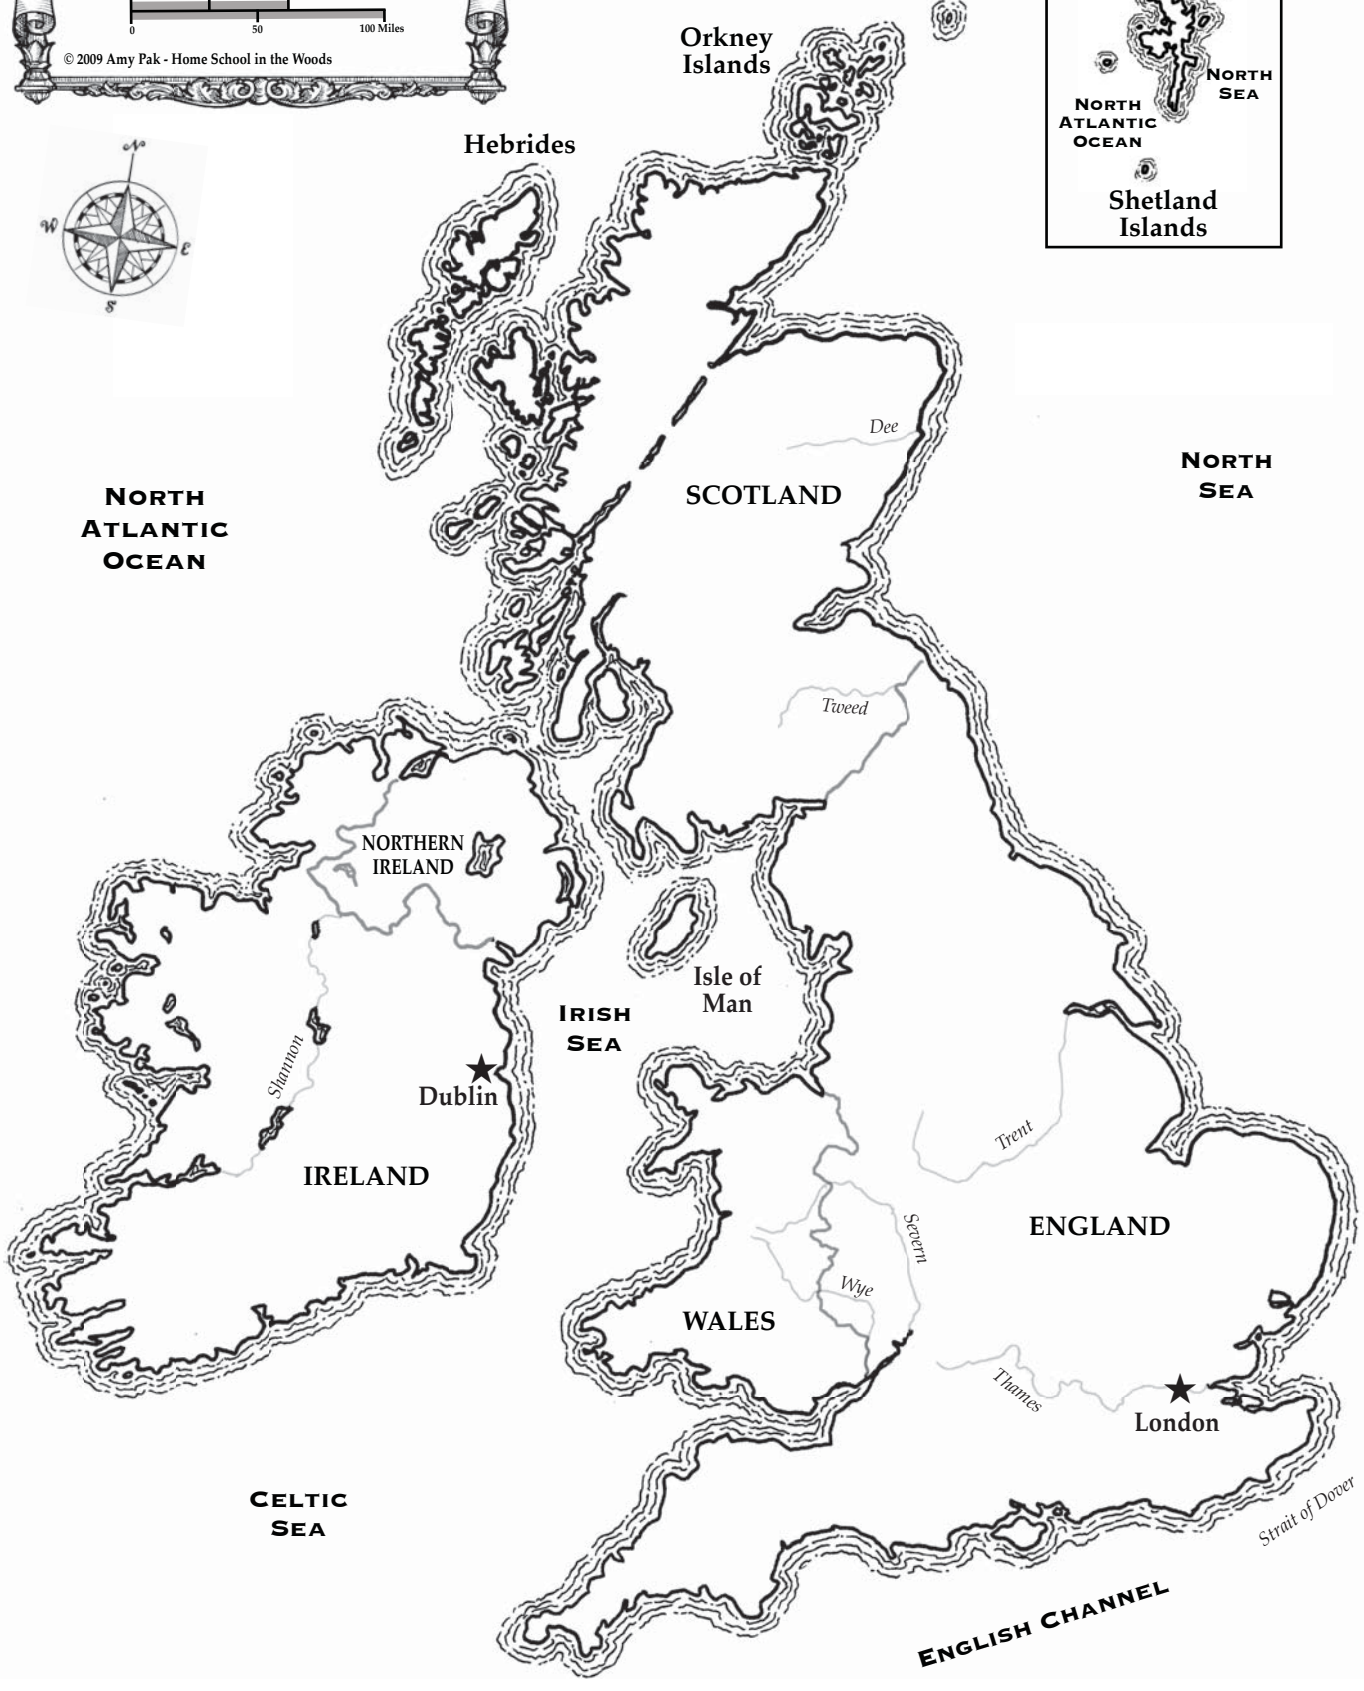 0 50 100 Miles
© 2009 Amy Pak - Home School in the Woods
Orkney
Islands
North
Sea
North
Atlantic
Ocean
Shetland
Islands
Hebrides
N
W
E
S
Dee
North
Sea
SCOTLAND
North
Atlantic
Ocean
Tweed
NORTHERN
IRELAND
Isle of
Man
Irish
Sea
Shannon
Dublin
Trent
IRELAND
ENGLAND
Severn
Wye
WALES
Thames
London
Celtic
Sea
Strait of Dover
English Channel